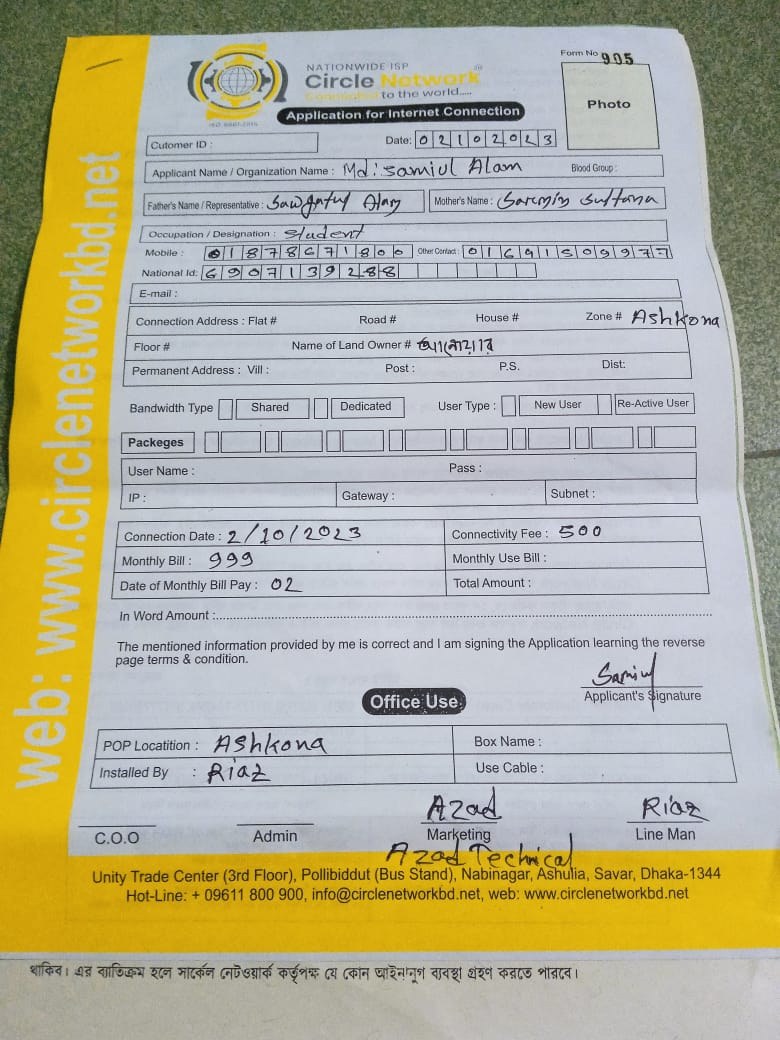 NATIONWIDE ISP
Circle Network
Connected to the world.....
ISO 9001:2015
Application for Internet Connection
Form No 905
Photo
Cutomer ID :
Date: 02102023
Applicant Name / Organization Name : Md: Samiul Alam Blood Group :
Father's Name / Representative : Alam Mother's Name : Sarmin Sultana
Occupation / Designation : Student
Mobile : 01878671800 Other Contact : 01691509977
National Id: 6907139288
E-mail :
Connection Address : Flat # Road # House # Zone # Ashkona
Floor # Name of Land Owner # আনোয়ার
Permanent Address : Vill : Post : P.S. Dist:
Bandwidth Type Shared Dedicated User Type : New User Re-Active User
Packeges
User Name : Pass :
IP : Gateway : Subnet :
Connection Date : 2/10/2023 Connectivity Fee : 500
Monthly Bill : 999 Monthly Use Bill :
Date of Monthly Bill Pay : 02 Total Amount :
In Word Amount :
The mentioned information provided by me is correct and I am signing the Application learning the reverse
page terms & condition.
Samiul
Applicant's Signature
Office Use
POP Locatition : Ashkona Box Name :
Installed By : Riaz Use Cable :
Azad Riaz
C.O.O Admin Marketing Line Man
Azad Technical
Unity Trade Center (3rd Floor), Pollibiddut (Bus Stand), Nabinagar, Ashulia, Savar, Dhaka-1344
Hot-Line: + 09611 800 900, info@circlenetworkbd.net, web: www.circlenetworkbd.net
web: www.circlenetworkbd.net
থাকিব। এর ব্যতিক্রম হলে সার্কেল নেটওয়ার্ক কর্তৃপক্ষ যে কোন আইনানুগ ব্যবস্থা গ্রহণ করতে পারবে।